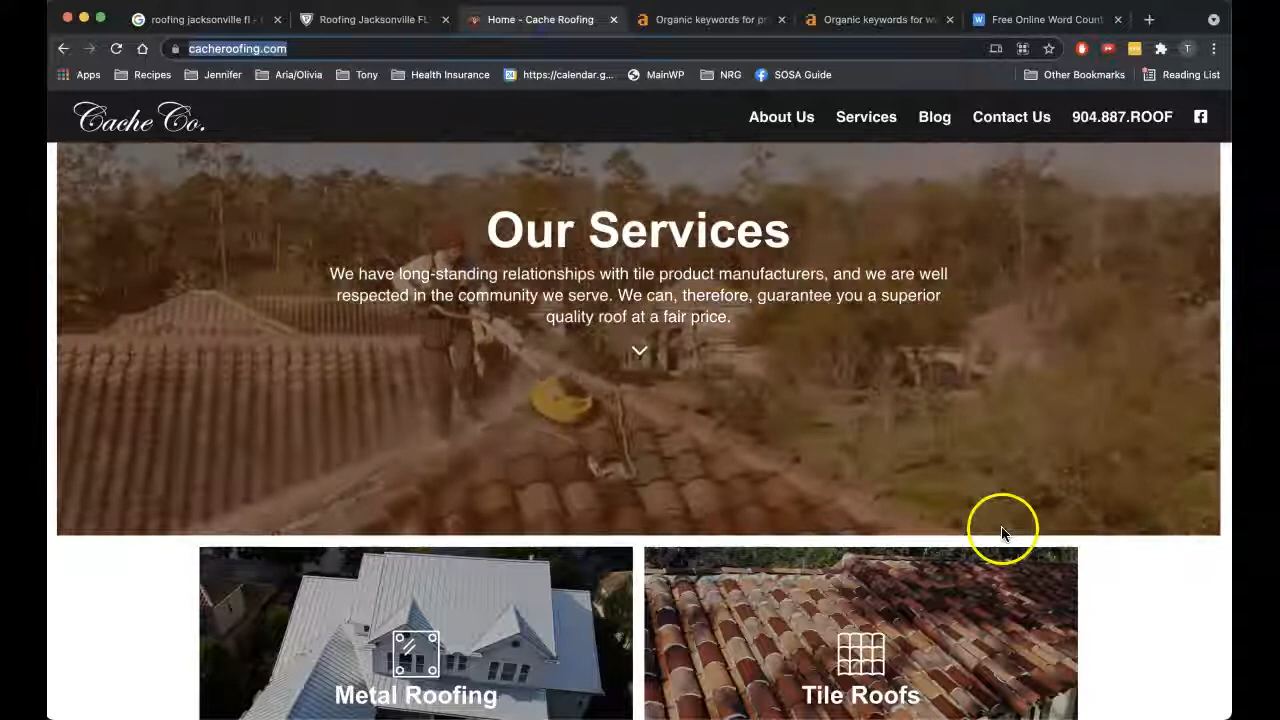 roofing jacksonville fl -
Roofing Jacksonville FL
Home - Cache Roofing
Organic keywords for pr
Organic keywords for w
Free Online Word Count
cacheroofing.com
T
Apps
Recipes
Jennifer
Aria/Olivia
Tony
Health Insurance
https://calendar.g...
MainWP
NRG
SOSA Guide
Other Bookmarks
Reading List
Cache Co.
About Us
Services
Blog
Contact Us
904.887.ROOF
Our Services
We have long-standing relationships with tile product manufacturers, and we are well
respected in the community we serve. We can, therefore, guarantee you a superior
quality roof at a fair price.
Metal Roofing
Tile Roofs